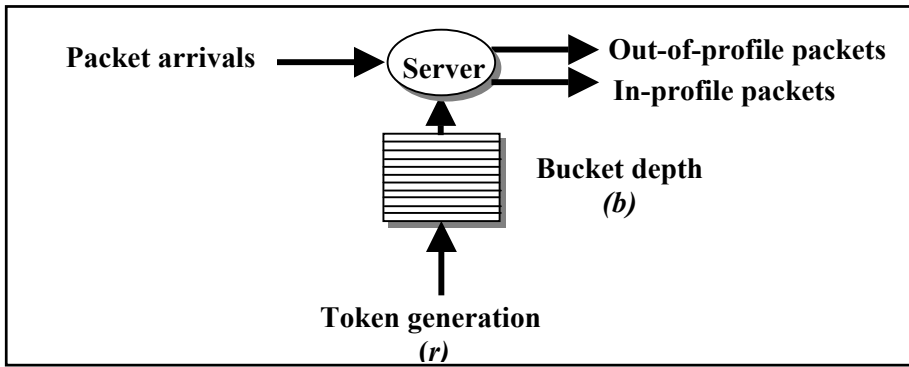 Packet arrivals
Server
Out-of-profile packets
In-profile packets
Bucket depth
(b)
Token generation
(r)